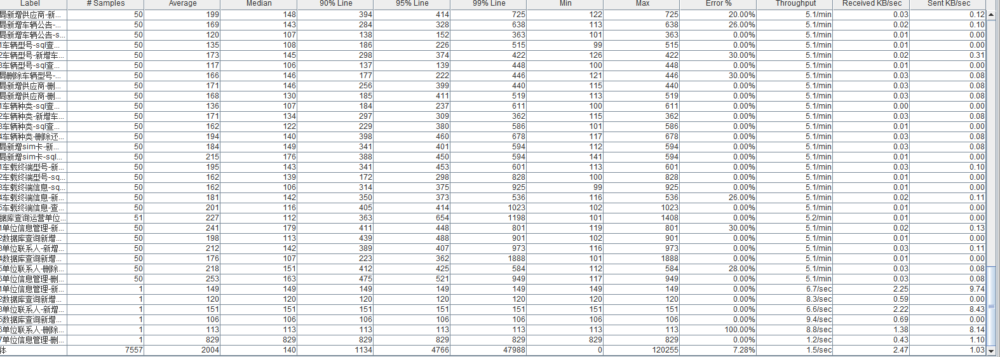 Label # Samples Average Median 90% Line 95% Line 99% Line Min Max Error % Throughput Received KB/sec Sent KB/sec
局新增供应商-新... 50 199 148 394 414 725 122 725 20.00% 5.1/min 0.03 0.12
局新增车辆公告-... 50 169 143 284 328 638 113 638 26.00% 5.1/min 0.02 0.10
局新增车辆公告-s... 50 120 107 138 152 363 101 363 0.00% 5.1/min 0.01 0.00
1车辆型号-sql查... 50 135 108 186 226 515 99 515 0.00% 5.1/min 0.01 0.00
2车辆型号-新增车... 50 173 145 298 374 422 126 422 30.00% 5.1/min 0.02 0.31
3车辆型号-sql查... 50 117 106 137 139 448 100 448 0.00% 5.1/min 0.01 0.00
局删除车辆型号-... 50 166 146 177 222 446 121 446 30.00% 5.1/min 0.03 0.08
局新增供应商-删... 50 171 146 256 399 440 115 440 0.00% 5.1/min 0.03 0.08
局新增供应商-删... 50 168 130 185 411 519 113 519 0.00% 5.1/min 0.03 0.08
1车辆种类-sql查... 50 136 107 184 237 611 100 611 0.00% 5.1/min 0.00 0.00
2车辆种类-新增车... 50 171 134 297 309 362 115 362 0.00% 5.1/min 0.03 0.08
3车辆种类-sql查... 50 162 122 229 380 586 101 586 0.00% 5.1/min 0.01 0.00
4车辆种类-删除还... 50 194 140 398 460 678 117 678 0.00% 5.1/min 0.03 0.08
局新增sim卡-新... 50 184 149 341 401 594 112 594 0.00% 5.1/min 0.03 0.08
局新增sim卡-sql... 50 215 176 388 450 594 141 594 0.00% 5.1/min 0.01 0.00
1车载终端型号-新... 50 195 143 341 453 601 113 601 0.00% 5.1/min 0.03 0.10
2车载终端型号-sq... 50 162 139 172 298 828 100 828 0.00% 5.1/min 0.01 0.00
3车载终端信息-sq... 50 162 106 314 375 925 99 925 0.00% 5.1/min 0.01 0.00
4车载终端信息-新... 50 181 142 350 373 536 116 536 26.00% 5.1/min 0.02 0.11
5车载终端信息-查... 50 201 116 405 414 1023 102 1023 0.00% 5.1/min 0.01 0.00
据库查询运营单位... 51 227 112 363 654 1198 101 1408 0.00% 5.2/min 0.01 0.00
1单位信息管理-新... 50 241 179 411 448 801 119 801 30.00% 5.1/min 0.02 0.13
2数据库查询新增... 50 198 113 439 488 901 102 901 0.00% 5.1/min 0.01 0.00
3单位联系人-新增... 50 212 142 389 407 973 116 973 0.00% 5.1/min 0.03 0.11
4数据库查询新增... 50 176 107 223 362 1888 101 1888 0.00% 5.1/min 0.01 0.00
5单位联系人-删除... 50 218 151 412 425 584 112 584 28.00% 5.1/min 0.03 0.08
6单位信息管理-删... 50 253 163 475 521 949 117 949 0.00% 5.1/min 0.03 0.08
1单位信息管理-新... 1 149 149 149 149 149 149 149 0.00% 6.7/sec 2.25 9.74
2数据库查询新增... 1 120 120 120 120 120 120 120 0.00% 8.3/sec 0.59 0.00
3单位联系人-新增... 1 151 151 151 151 151 151 151 0.00% 6.6/sec 2.22 8.43
5数据库查询新增... 1 106 106 106 106 106 106 106 0.00% 9.4/sec 0.69 0.00
6单位联系人-删除... 1 113 113 113 113 113 113 113 100.00% 8.8/sec 1.38 8.14
7单位信息管理-删... 1 829 829 829 829 829 829 829 0.00% 1.2/sec 0.43 1.10
体 7557 2004 140 1134 4766 47988 0 120255 7.28% 1.5/sec 2.47 1.03